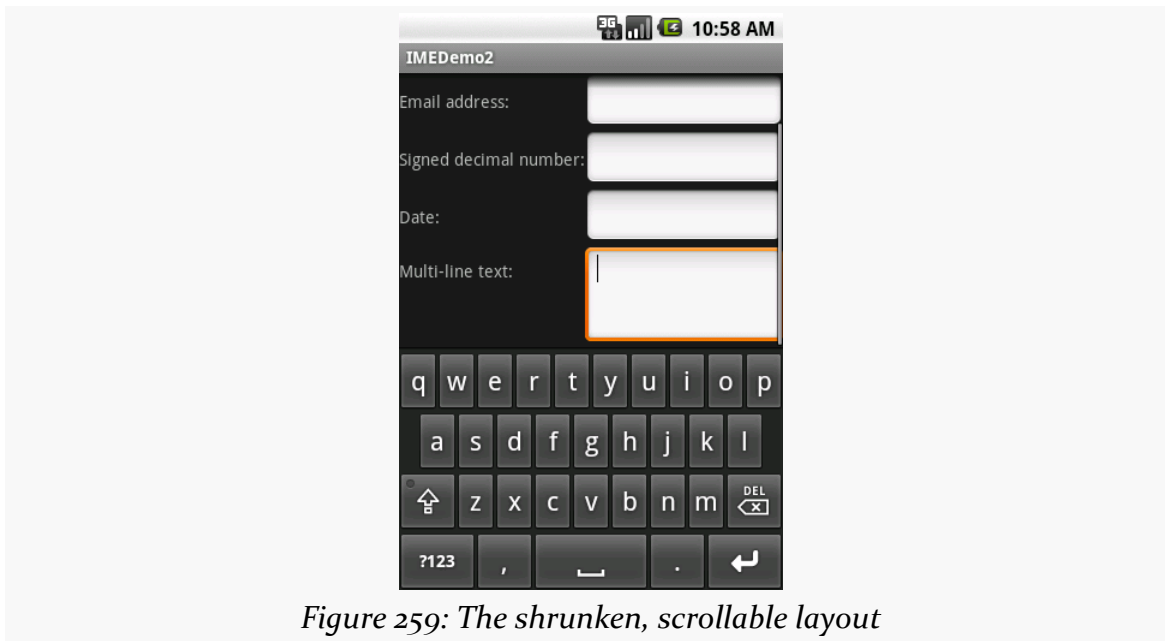 3G 10:58 AM
IMEDemo2
Email address:
Signed decimal number:
Date:
Multi-line text:
q w e r t y u i o p
a s d f g h j k l
z x c v b n m DEL
?123 , .
Figure 259: The shrunken, scrollable layout